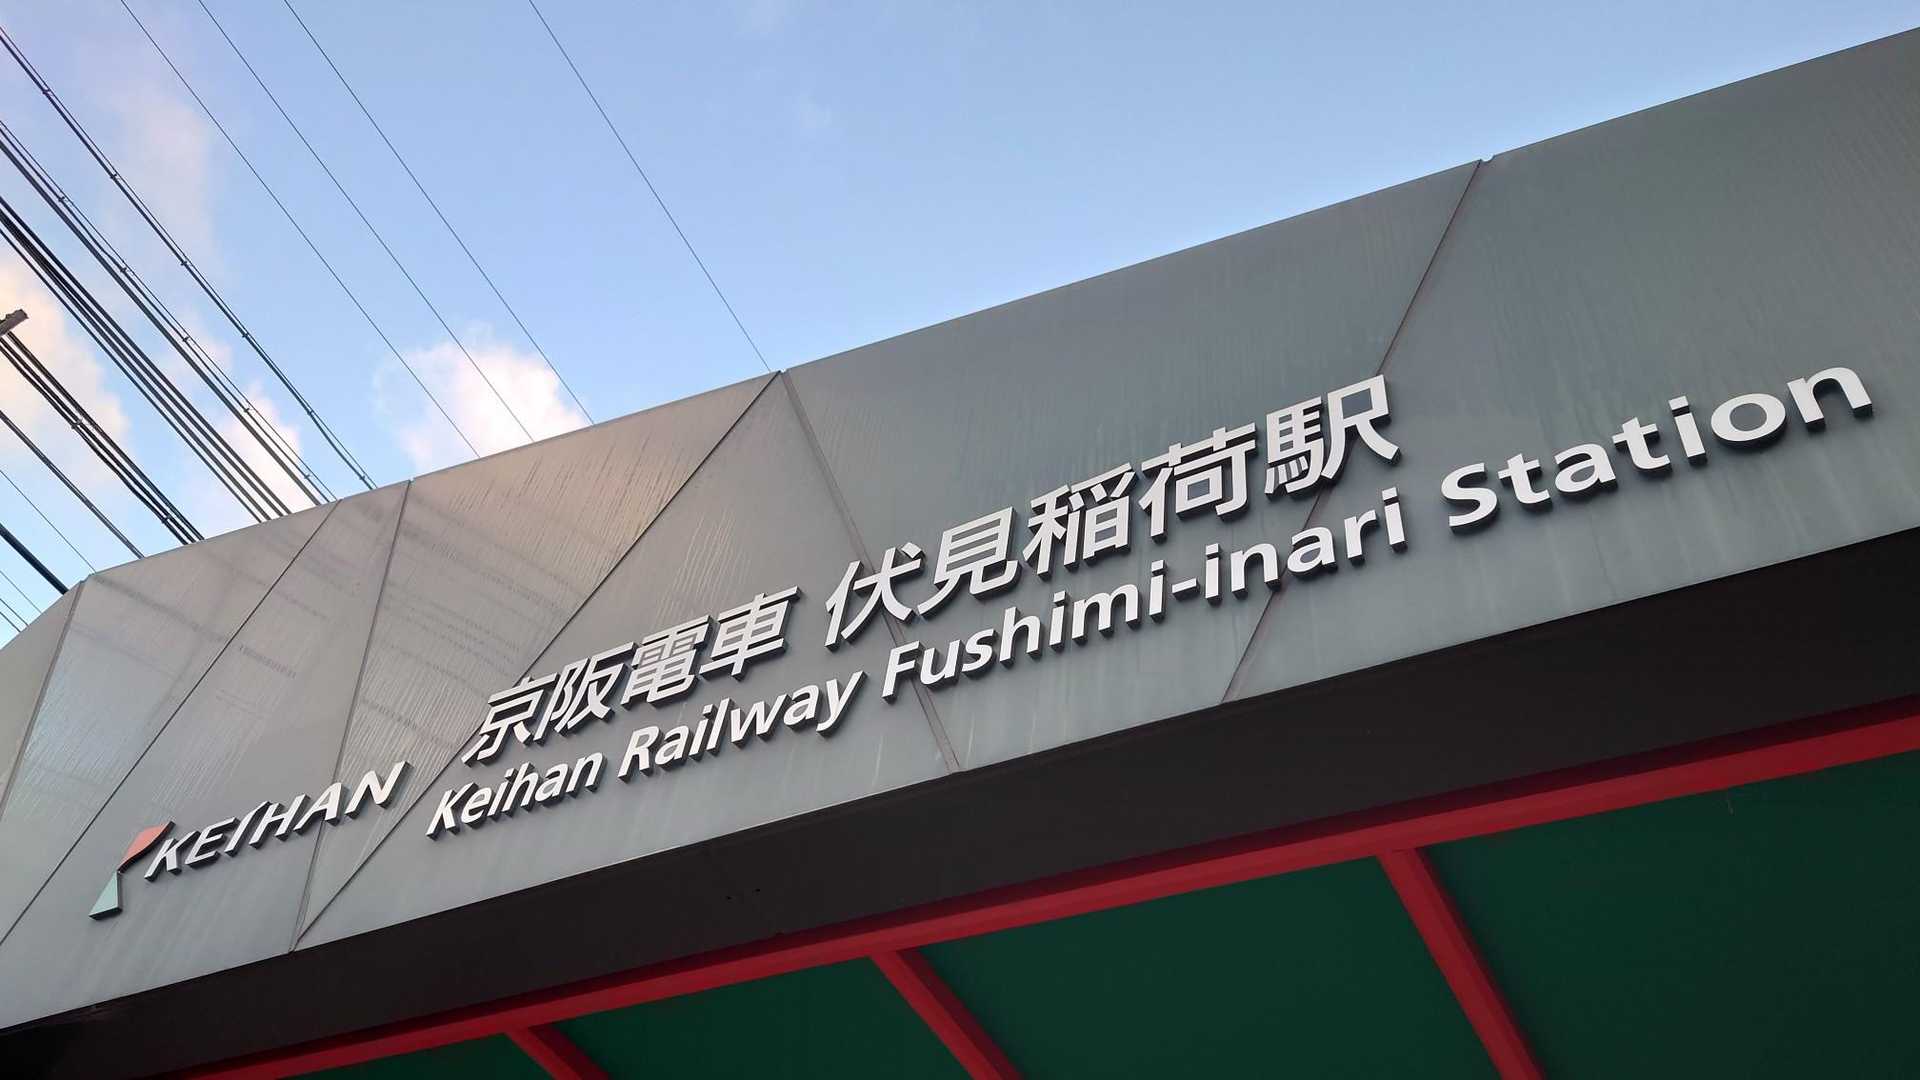 KEIHAN
京阪電車 伏見稲荷駅
Keihan Railway Fushimi-inari Station